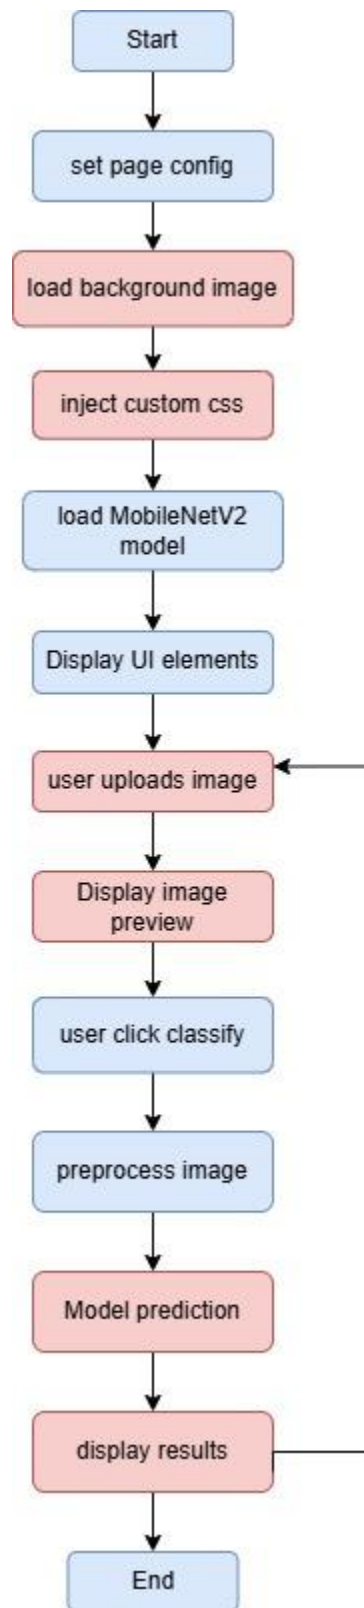 Start
set page config
load background image
inject custom css
load MobileNetV2
model
Display UI elements
user uploads image
Display image
preview
user click classify
preprocess image
Model prediction
display results
End